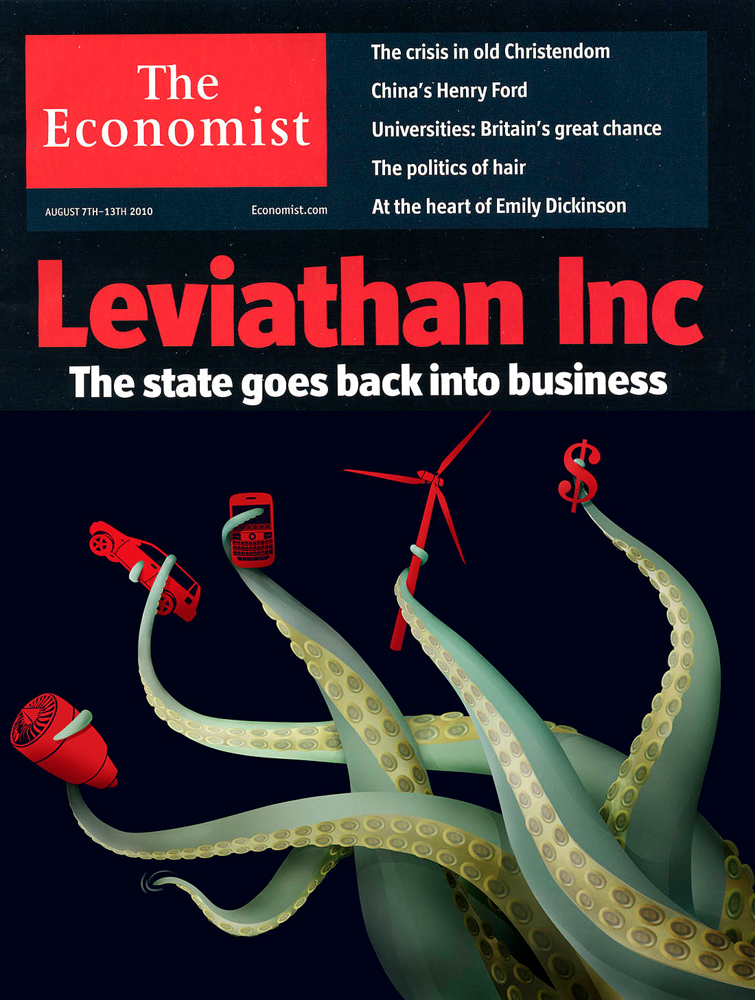 The
Economist
AUGUST 7TH–13TH 2010
Economist.com
The crisis in old Christendom
China's Henry Ford
Universities: Britain's great chance
The politics of hair
At the heart of Emily Dickinson
Leviathan Inc
The state goes back into business
$